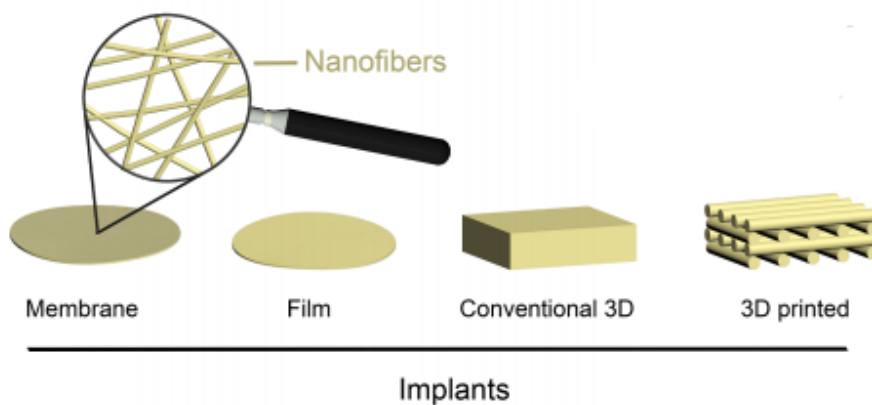 Nanofibers
Membrane
Film
Conventional 3D
3D printed
Implants